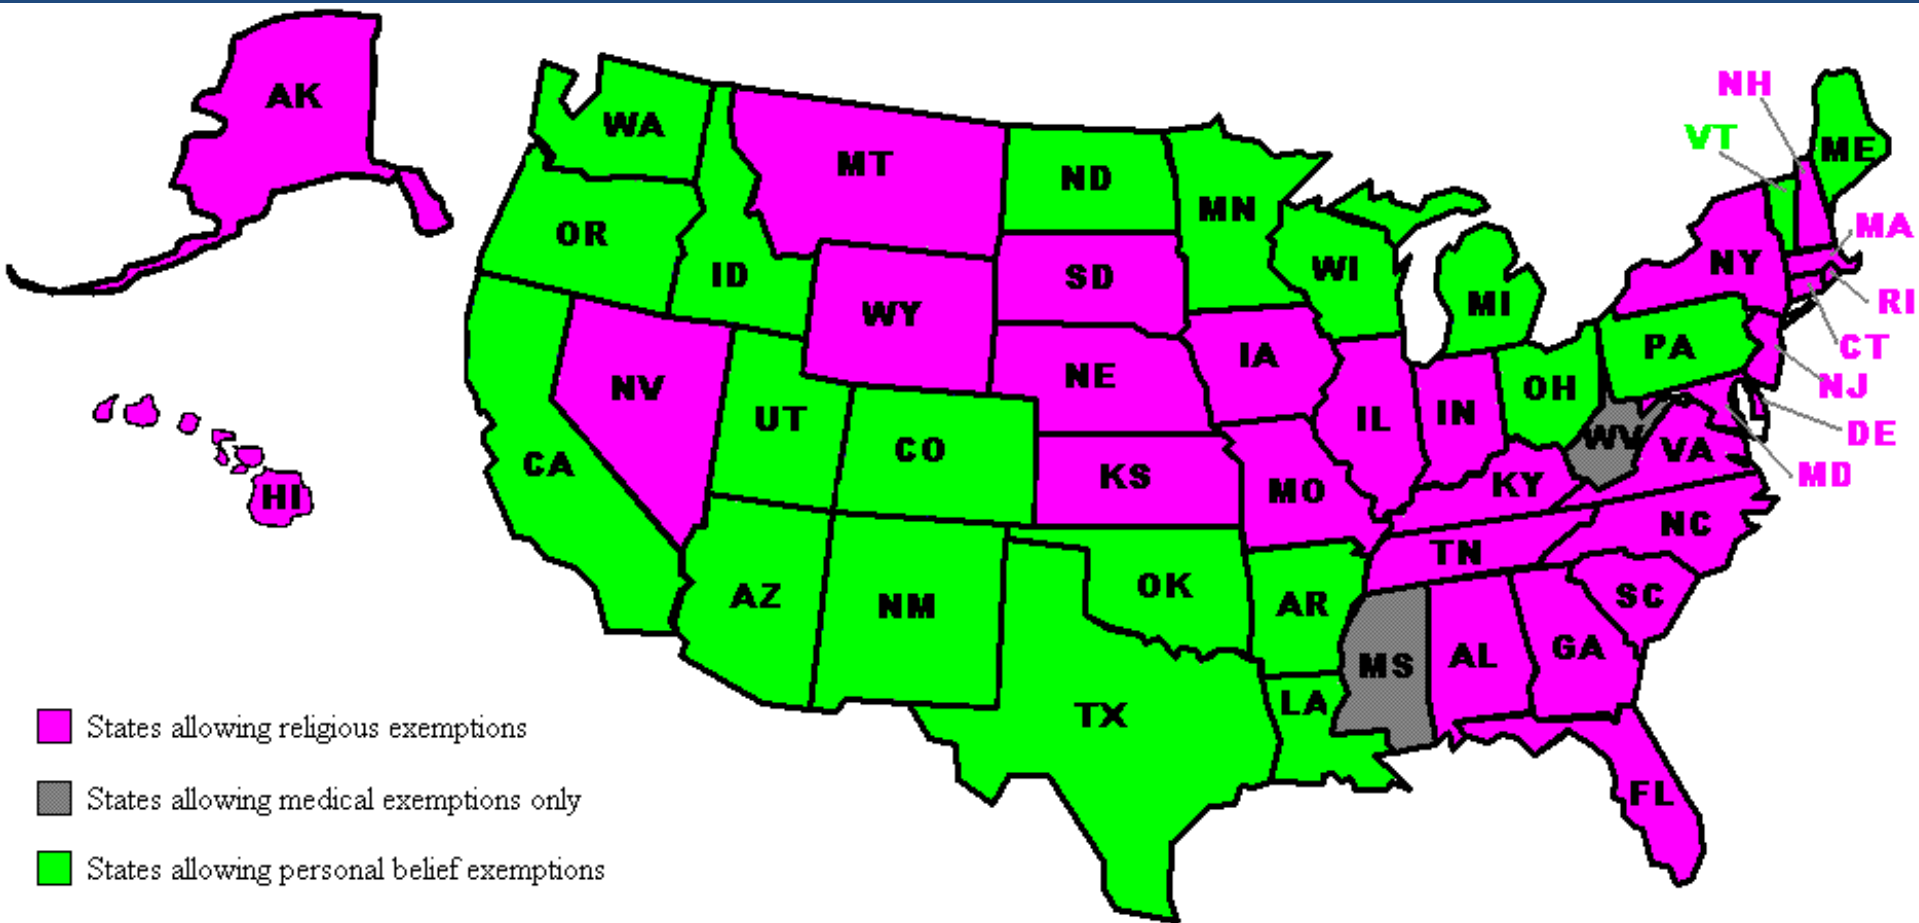 AK
NH
WA
VT
ME
MT
ND
MN
OR
MA
NY
WI
ID
SD
RI
MI
WY
CT
PA
IA
NE
NV
NJ
OH
IL
IN
UT
DE
WV
CO
VA
CA
KS
KY
MD
MO
HI
NC
TN
OK
AZ
SC
AR
NM
GA
AL
MS
LA
TX
States allowing religious exemptions
FL
States allowing medical exemptions only
States allowing personal belief exemptions